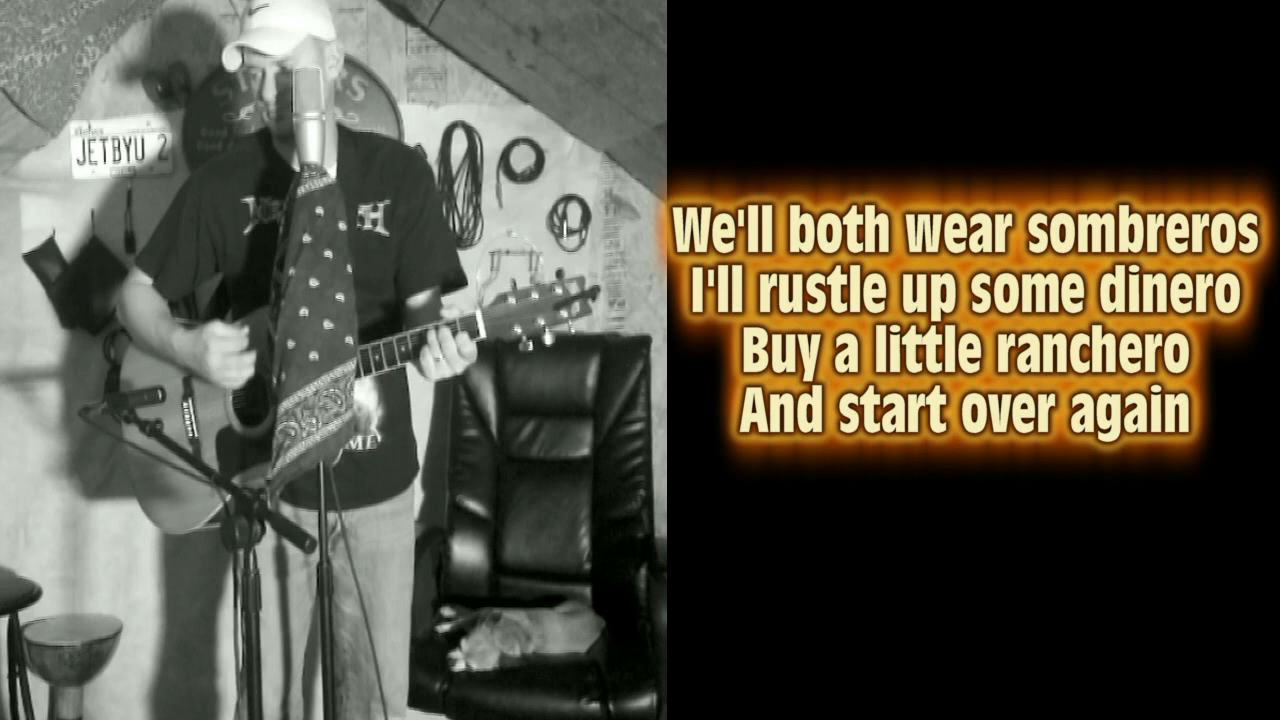 JETBYU 2
We'll both wear sombreros
I'll rustle up some dinero
Buy a little ranchero
And start over again